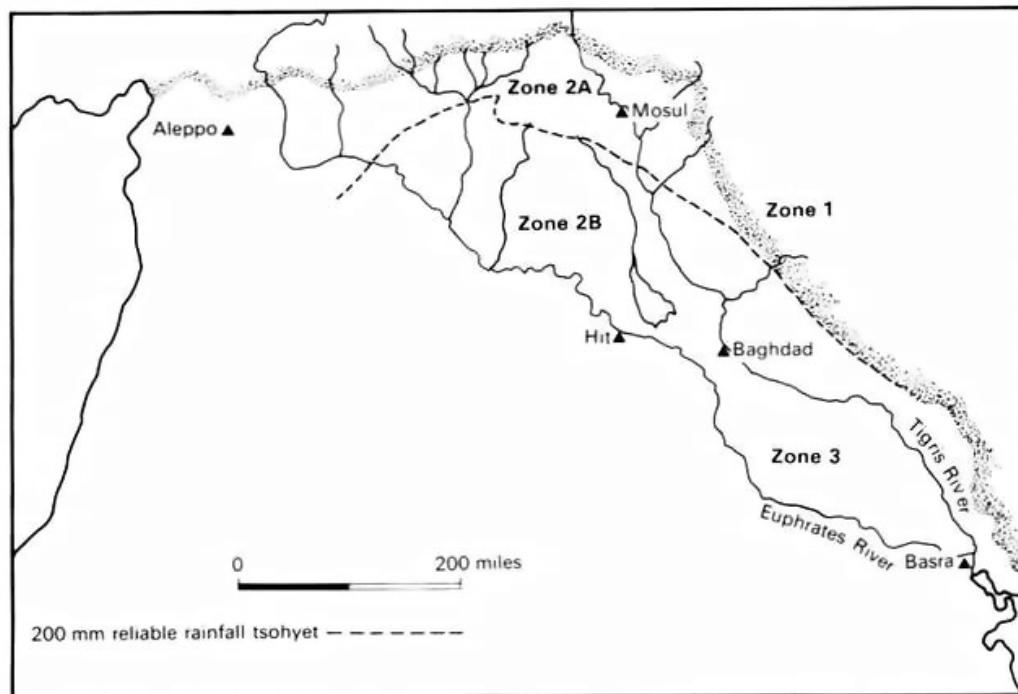 Zone 2A
Mosul
Aleppo
Zone 1
Zone 2B
Hit
Baghdad
Zone 3
Tigris River
Euphrates River
Basra
0 200 miles
200 mm reliable rainfall tsohyet